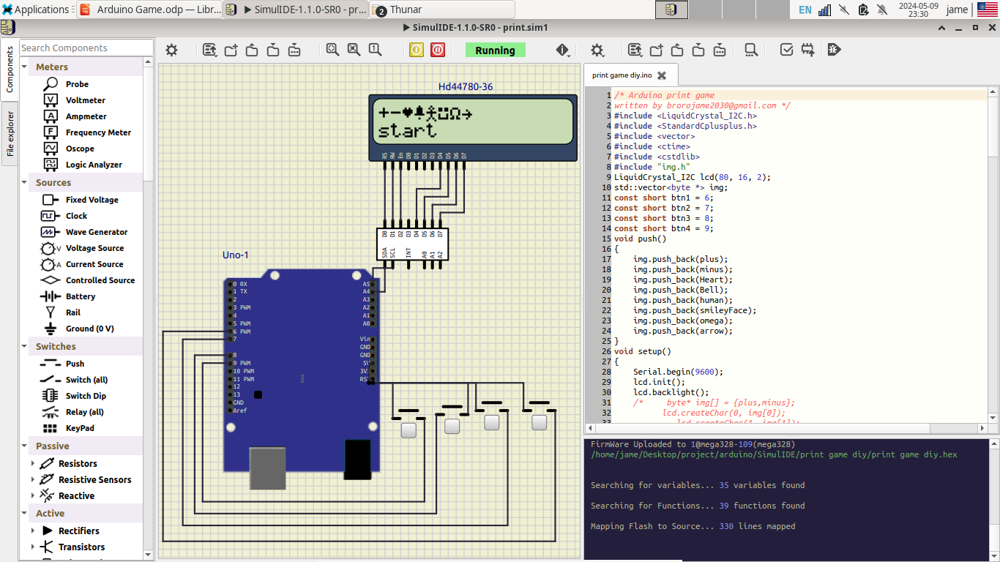 Applications
Arduino Game.odp — Libr...
▶ SimulIDE-1.1.0-SR0 - pr...
2 Thunar
EN
2024-05-09
23:30
jame
▶ SimulIDE-1.1.0-SR0 - print.sim1
Components
File explorer
Search Components
Meters
Probe
Voltmeter
Ampmeter
Frequency Meter
Oscope
Logic Analyzer
Sources
Fixed Voltage
Clock
Wave Generator
Voltage Source
Current Source
Controlled Source
Battery
Rail
Ground (0 V)
Switches
Push
Switch (all)
Switch Dip
Relay (all)
KeyPad
Passive
Resistors
Resistive Sensors
Reactive
Active
Rectifiers
Transistors
Running
Hd44780-36
+−♥🔔
Ω→
start
RS RW En D0 D1 D2 D3 D4 D5 D6 D7
D0 D1 D2 D3 D4 D5 D6 D7
SDA SCL INT A0 A1 A2
Uno-1
0 RX
1 TX
2
3 PWM
4
5 PWM
6 PWM
7
8
9 PWM
10 PWM
11 PWM
12
13
GND
Aref
A5
A4
A3
A2
A1
A0
Vin
GND
GND
5V
3V
RST
Uno
print game diy.ino
1 /* Arduino print game
2 written by brorojame2030@gmail.com */
3 #include <LiquidCrystal_I2C.h>
4 #include <StandardCplusplus.h>
5 #include <vector>
6 #include <ctime>
7 #include <cstdlib>
8 #include "img.h"
9 LiquidCrystal_I2C lcd(80, 16, 2);
10 std::vector<byte *> img;
11 const short btn1 = 6;
12 const short btn2 = 7;
13 const short btn3 = 8;
14 const short btn4 = 9;
15 void push()
16 {
17 img.push_back(plus);
18 img.push_back(minus);
19 img.push_back(Heart);
20 img.push_back(Bell);
21 img.push_back(human);
22 img.push_back(smileyFace);
23 img.push_back(omega);
24 img.push_back(arrow);
25 }
26 void setup()
27 {
28 Serial.begin(9600);
29 lcd.init();
30 lcd.backlight();
31 /* byte* img[] = {plus,minus};
32 lcd.createChar(0, img[0]);
33 lcd.createChar(1, img[1]);
FirmWare Uploaded to 1@mega328-109(mega328)
/home/jame/Desktop/project/arduino/SimulIDE/print game diy/print game diy.hex
Searching for variables... 35 variables found
Searching for Functions... 39 functions found
Mapping Flash to Source... 330 lines mapped